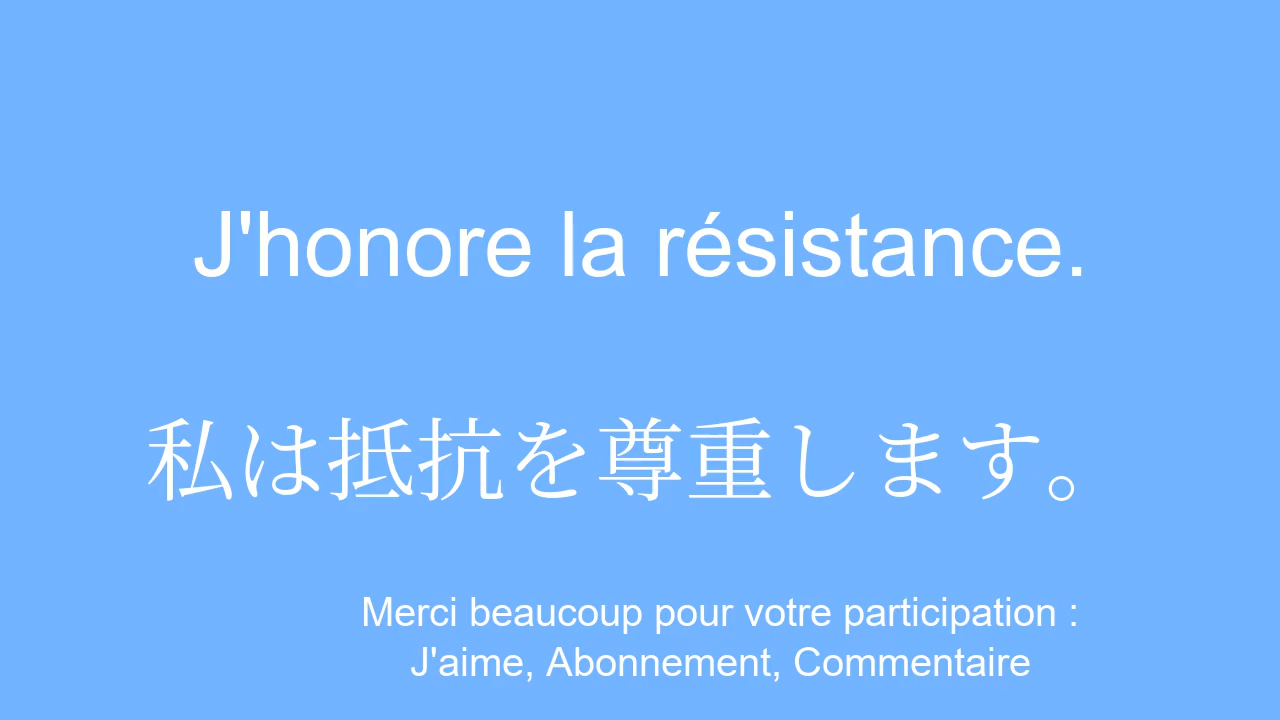 J'honore la résistance.
私は抵抗を尊重します。
Merci beaucoup pour votre participation :
J'aime, Abonnement, Commentaire